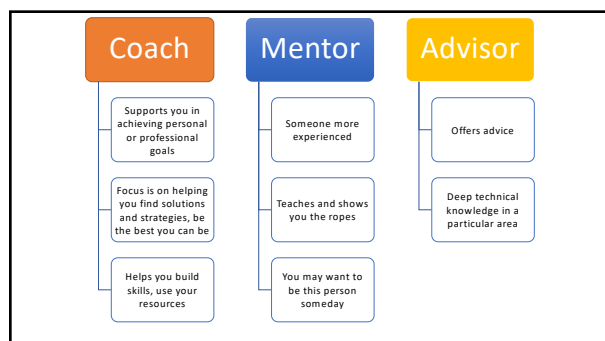 Coach
Supports you in
achieving personal
or professional
goals
Focus is on helping
you find solutions
and strategies, be
the best you can be
Helps you build
skills, use your
resources
Mentor
Someone more
experienced
Teaches and shows
you the ropes
You may want to
be this person
someday
Advisor
Offers advice
Deep technical
knowledge in a
particular area